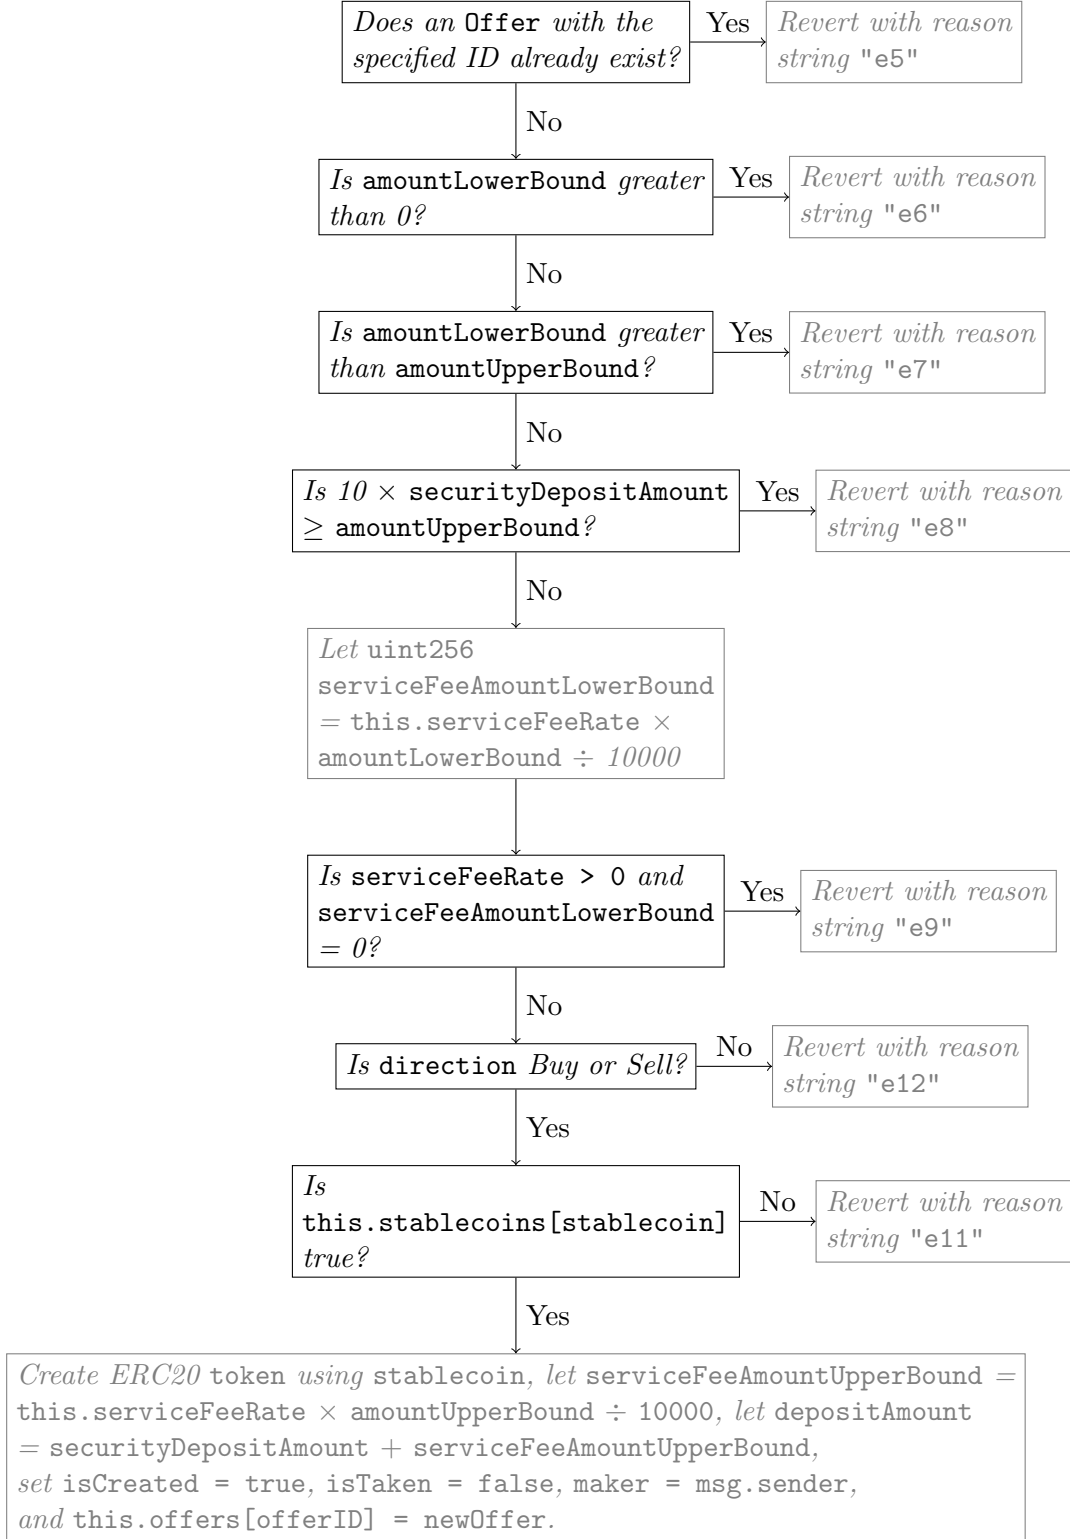 Does an Offer with the
specified ID already exist?
Yes
Revert with reason
string "e5"
No
Is amountLowerBound greater
than 0?
Yes
Revert with reason
string "e6"
No
Is amountLowerBound greater
than amountUpperBound?
Yes
Revert with reason
string "e7"
No
Is 10 × securityDepositAmount
≥ amountUpperBound?
Yes
Revert with reason
string "e8"
No
Let uint256
serviceFeeAmountLowerBound
= this.serviceFeeRate ×
amountLowerBound ÷ 10000
Is serviceFeeRate > 0 and
serviceFeeAmountLowerBound
= 0?
Yes
Revert with reason
string "e9"
No
Is direction Buy or Sell?
No
Revert with reason
string "e12"
Yes
Is
this.stablecoins[stablecoin]
true?
No
Revert with reason
string "e11"
Yes
Create ERC20 token using stablecoin, let serviceFeeAmountUpperBound =
this.serviceFeeRate × amountUpperBound ÷ 10000, let depositAmount
= securityDepositAmount + serviceFeeAmountUpperBound,
set isCreated = true, isTaken = false, maker = msg.sender,
and this.offers[offerID] = newOffer.